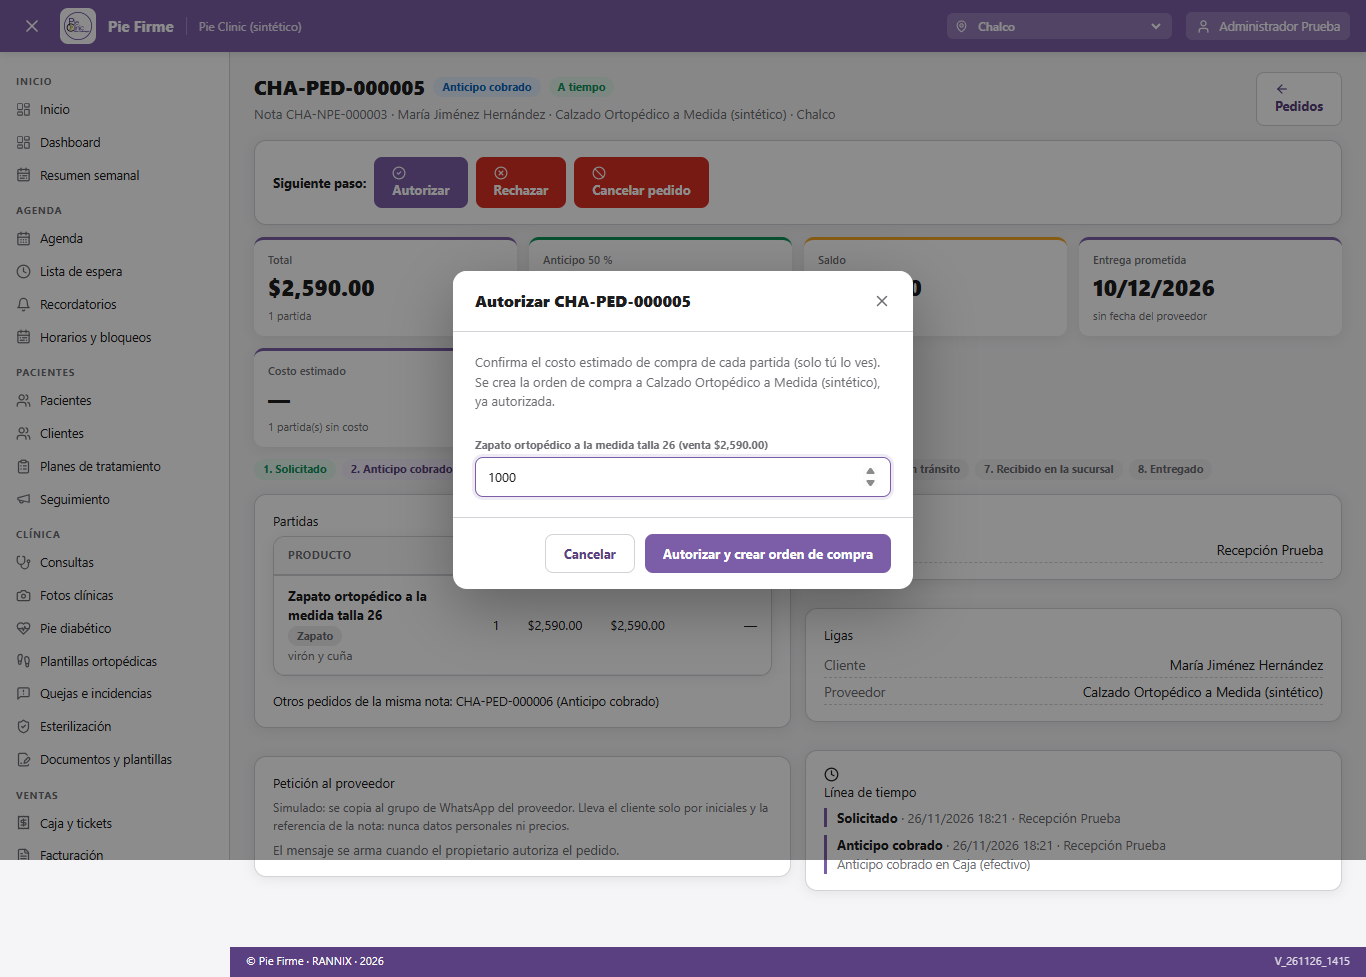 Pie Firme
Pie Clinic (sintético)
Chalco
Administrador Prueba
INICIO
Inicio
Dashboard
Resumen semanal
AGENDA
Agenda
Lista de espera
Recordatorios
Horarios y bloqueos
PACIENTES
Pacientes
Clientes
Planes de tratamiento
Seguimiento
CLÍNICA
Consultas
Fotos clínicas
Pie diabético
Plantillas ortopédicas
Quejas e incidencias
Esterilización
Documentos y plantillas
VENTAS
Caja y tickets
Facturación
CHA-PED-000005 Anticipo cobrado A tiempo
Nota CHA-NPE-000003 · María Jiménez Hernández · Calzado Ortopédico a Medida (sintético) · Chalco
← Pedidos
Siguiente paso: Autorizar Rechazar Cancelar pedido
Total
$2,590.00
1 partida
Anticipo 50 %
Saldo
0
Entrega prometida
10/12/2026
sin fecha del proveedor
Costo estimado
—
1 partida(s) sin costo
Autorizar CHA-PED-000005
Confirma el costo estimado de compra de cada partida (solo tú lo ves).
Se crea la orden de compra a Calzado Ortopédico a Medida (sintético),
ya autorizada.
Zapato ortopédico a la medida talla 26 (venta $2,590.00)
1000
Cancelar
Autorizar y crear orden de compra
1. Solicitado 2. Anticipo cobrado n tránsito 7. Recibido en la sucursal 8. Entregado
Partidas
PRODUCTO
Zapato ortopédico a la
medida talla 26
Zapato
virón y cuña
1 $2,590.00 $2,590.00 —
Otros pedidos de la misma nota: CHA-PED-000006 (Anticipo cobrado)
Recepción Prueba
Ligas
Cliente María Jiménez Hernández
Proveedor Calzado Ortopédico a Medida (sintético)
Petición al proveedor
Simulado: se copia al grupo de WhatsApp del proveedor. Lleva el cliente solo por iniciales y la
referencia de la nota: nunca datos personales ni precios.
El mensaje se arma cuando el propietario autoriza el pedido.
Línea de tiempo
Solicitado · 26/11/2026 18:21 · Recepción Prueba
Anticipo cobrado · 26/11/2026 18:21 · Recepción Prueba
Anticipo cobrado en Caja (efectivo)
© Pie Firme · RANNIX · 2026
V_261126_1415